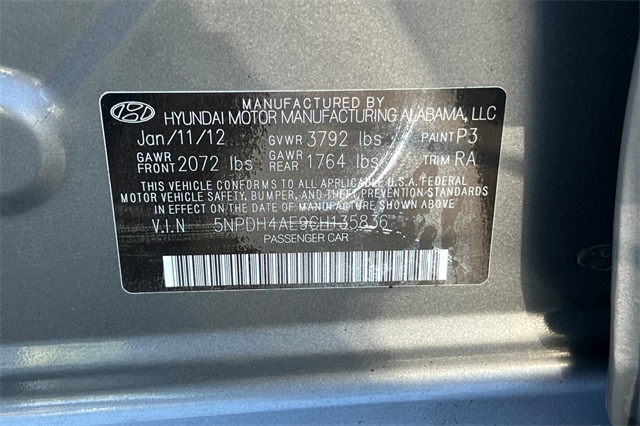 MANUFACTURED BY
HYUNDAI MOTOR MANUFACTURING ALABAMA, LLC
Jan/11/12 GVWR 3792 lbs PAINT P3
GAWR FRONT 2072 lbs GAWR REAR 1764 lbs TRIM RA
THIS VEHICLE CONFORMS TO ALL APPLICABLE U.S.A. FEDERAL
MOTOR VEHICLE SAFETY, BUMPER, AND THEFT PREVENTION STANDARDS
IN EFFECT ON THE DATE OF MANUFACTURE SHOWN ABOVE
V.I.N 5NPDH4AE9CH135836
PASSENGER CAR